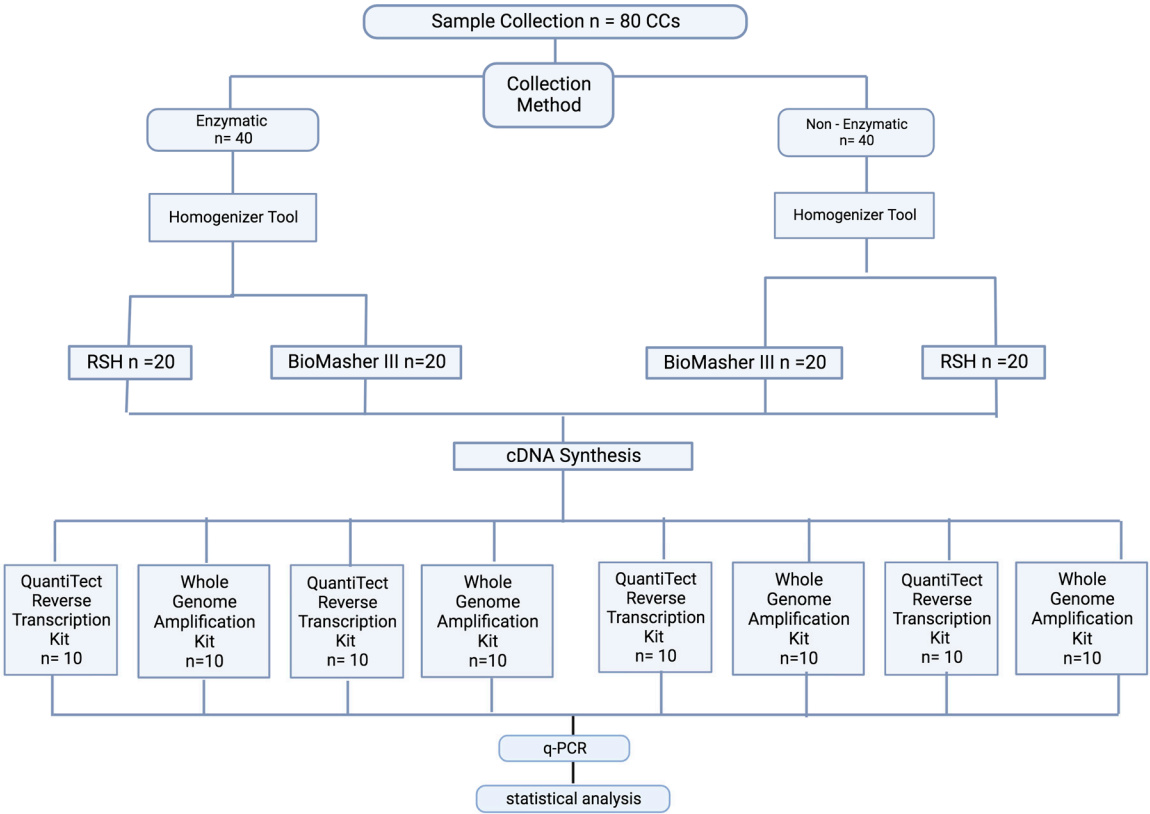 Sample Collection n = 80 CCs
Collection
Method
Enzymatic
n= 40
Non - Enzymatic
n= 40
Homogenizer Tool
Homogenizer Tool
RSH n =20
BioMasher III n=20
BioMasher III n =20
RSH n =20
cDNA Synthesis
QuantiTect
Reverse
Transcription
Kit
n= 10
Whole
Genome
Amplification
Kit
n=10
QuantiTect
Reverse
Transcription
Kit
n= 10
Whole
Genome
Amplification
Kit
n=10
QuantiTect
Reverse
Transcription
Kit
n= 10
Whole
Genome
Amplification
Kit
n=10
QuantiTect
Reverse
Transcription
Kit
n= 10
Whole
Genome
Amplification
Kit
n=10
q-PCR
statistical analysis